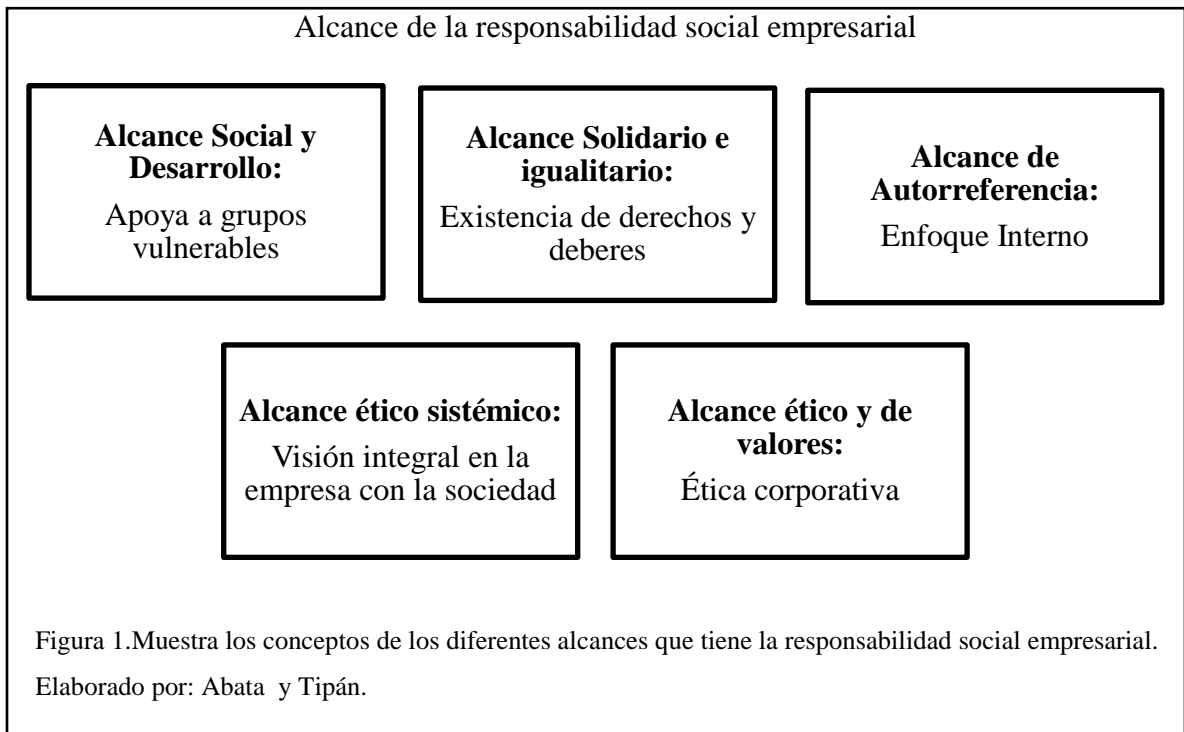 Alcance de la responsabilidad social empresarial
Alcance Social y
Desarrollo:
Apoya a grupos
vulnerables
Alcance Solidario e
igualitario:
Existencia de derechos y
deberes
Alcance de
Autorreferencia:
Enfoque Interno
Alcance ético sistémico:
Visión integral en la
empresa con la sociedad
Alcance ético y de
valores:
Ética corporativa
Figura 1.Muestra los conceptos de los diferentes alcances que tiene la responsabilidad social empresarial.
Elaborado por: Abata  y Tipán.